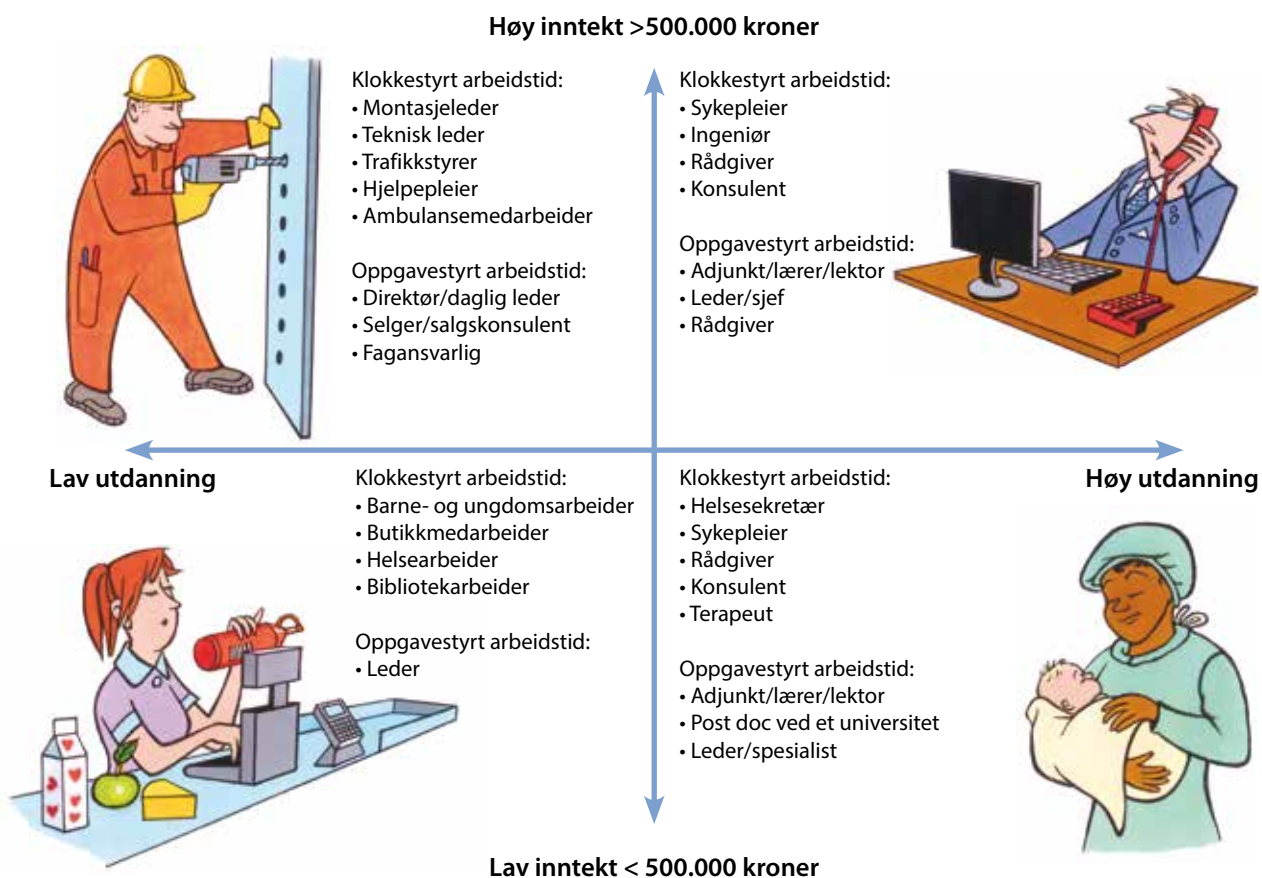 Høy inntekt >500.000 kroner
Klokkestyrt arbeidstid:
• Montasjeleder
• Teknisk leder
• Trafikkstyrer
• Hjelpepleier
• Ambulansemedarbeider
Oppgavestyrt arbeidstid:
• Direktør/daglig leder
• Selger/salgskonsulent
• Fagansvarlig
Klokkestyrt arbeidstid:
• Sykepleier
• Ingeniør
• Rådgiver
• Konsulent
Oppgavestyrt arbeidstid:
• Adjunkt/lærer/lektor
• Leder/sjef
• Rådgiver
Lav utdanning
Høy utdanning
Klokkestyrt arbeidstid:
• Barne- og ungdomsarbeider
• Butikkmedarbeider
• Helsearbeider
• Bibliotekarbeider
Oppgavestyrt arbeidstid:
• Leder
Klokkestyrt arbeidstid:
• Helsesekretær
• Sykepleier
• Rådgiver
• Konsulent
• Terapeut
Oppgavestyrt arbeidstid:
• Adjunkt/lærer/lektor
• Post doc ved et universitet
• Leder/spesialist
Lav inntekt < 500.000 kroner